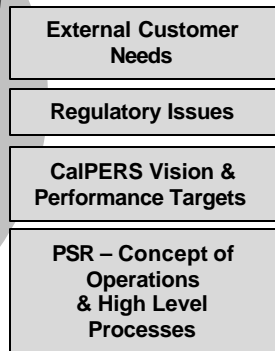 External Customer
Needs
Regulatory Issues
CalPERS Vision &
Performance Targets
PSR – Concept of
Operations
& High Level
Processes